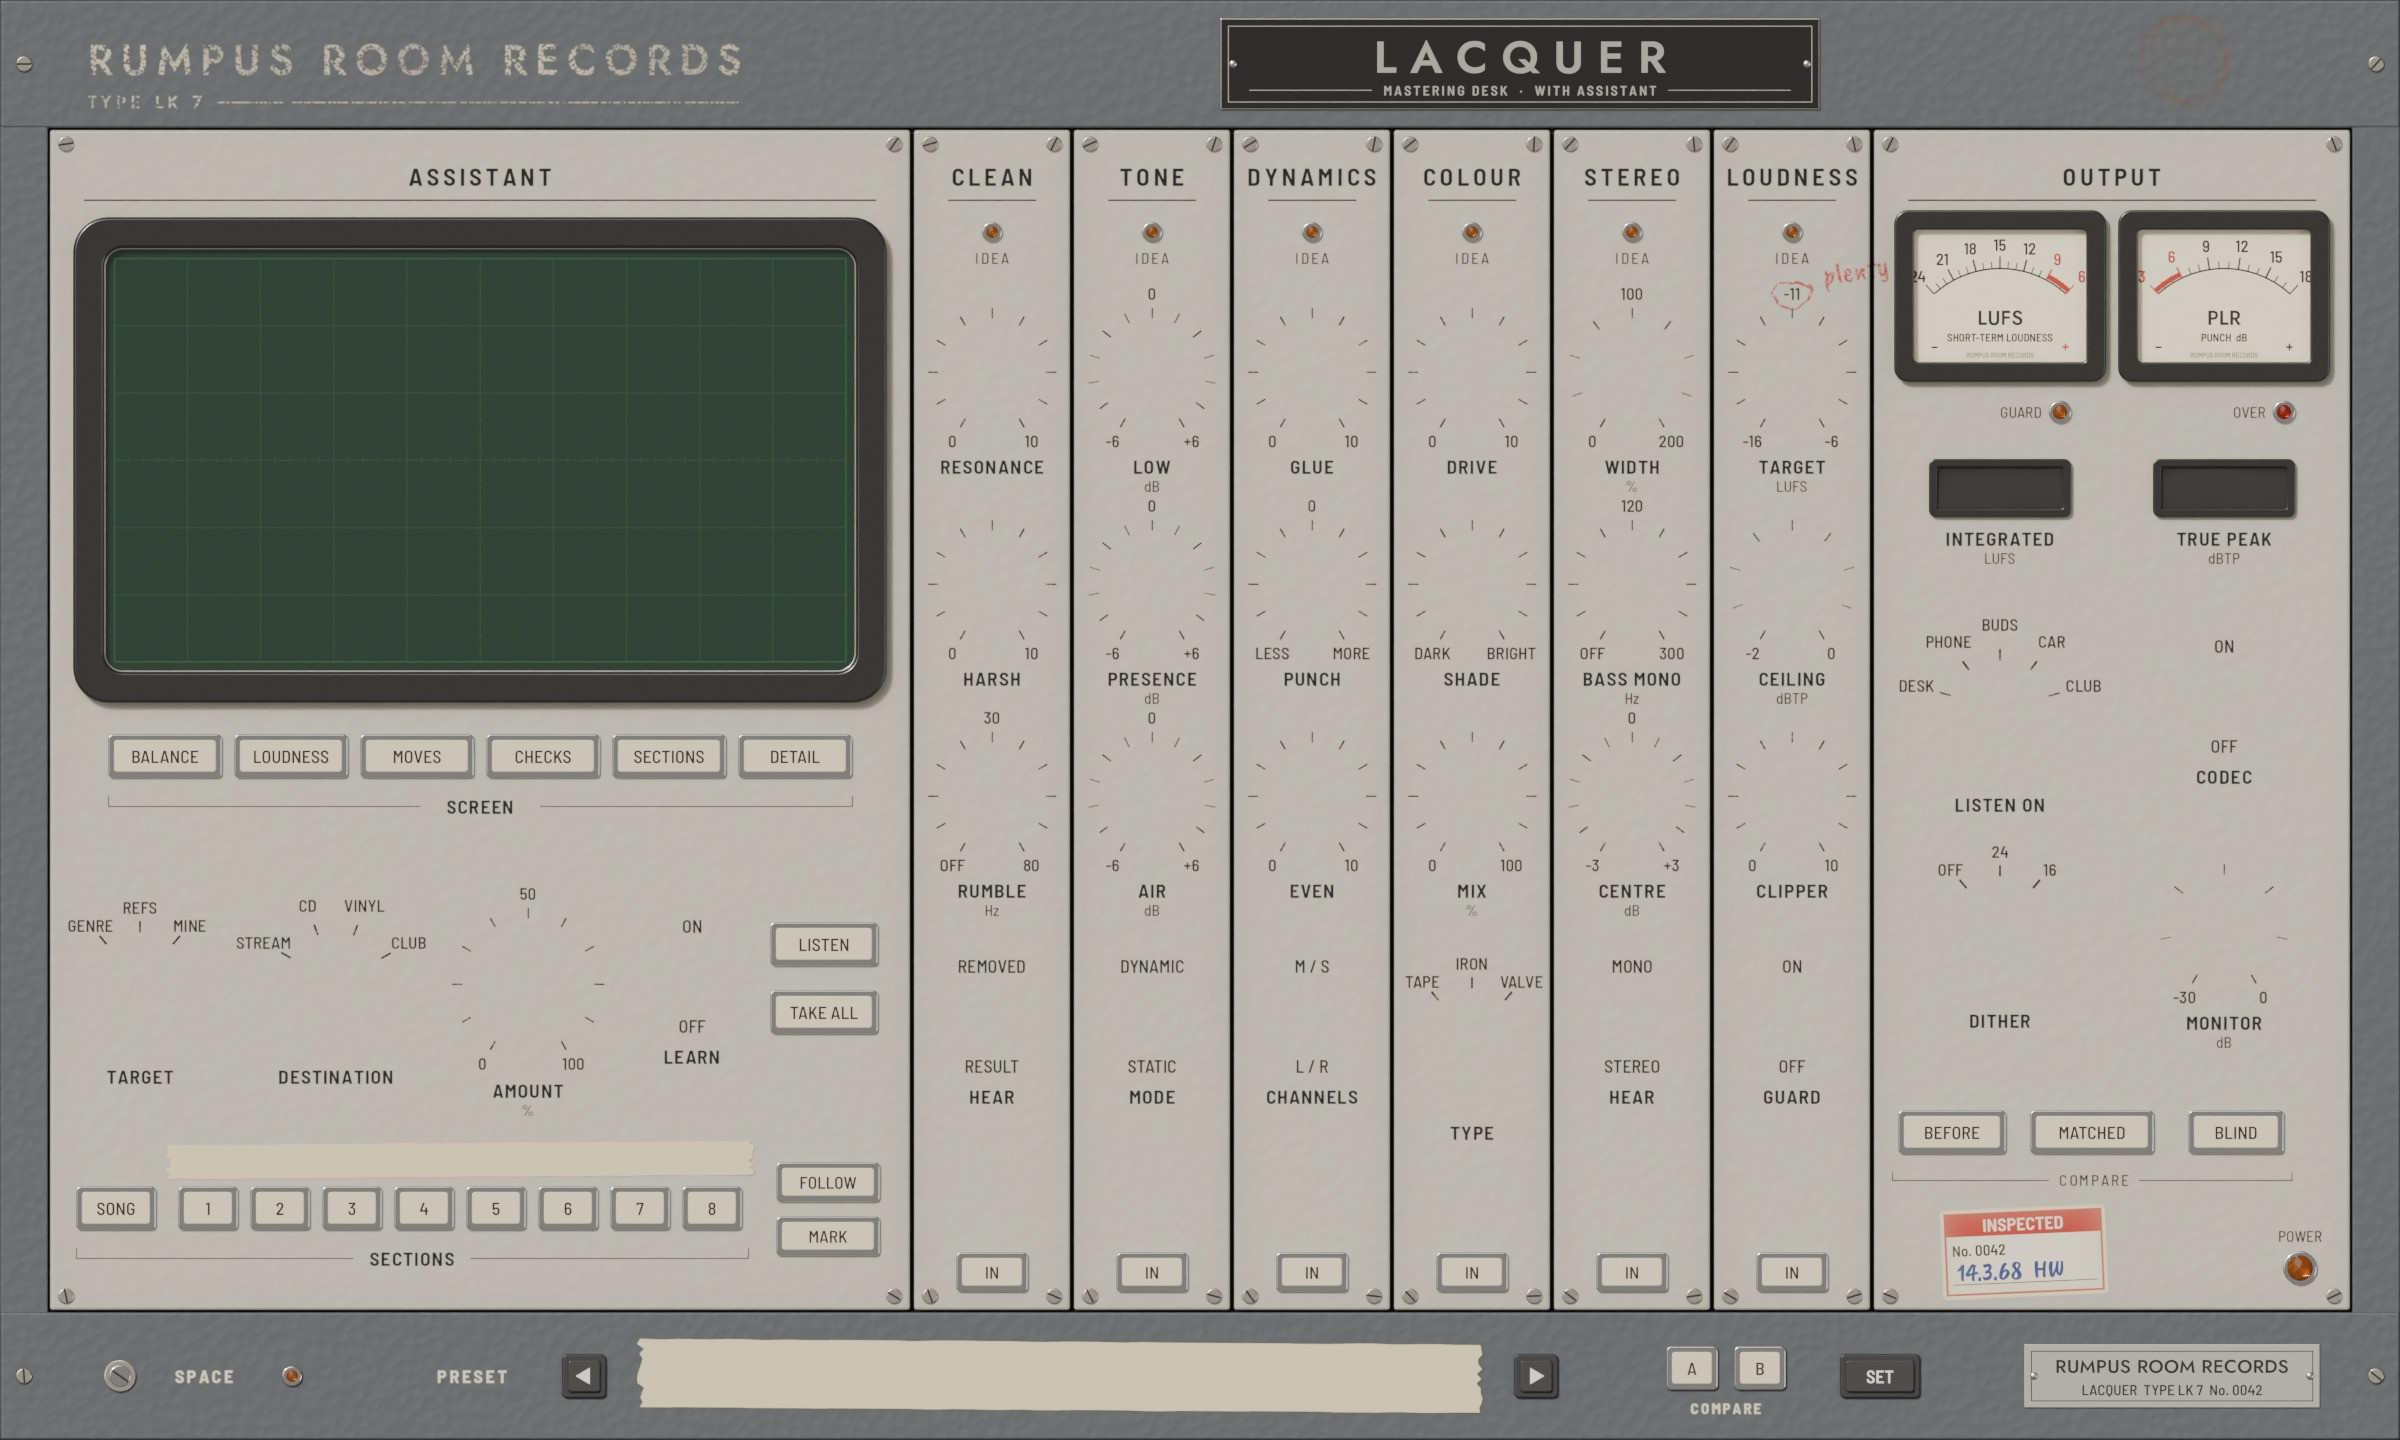 RUMPUS ROOM RECORDS
TYPE LK 7
LACQUER
MASTERING DESK · WITH ASSISTANT
ASSISTANT
BALANCE LOUDNESS MOVES CHECKS SECTIONS DETAIL
SCREEN
GENRE REFS MINE
TARGET
STREAM CD VINYL CLUB
DESTINATION
50
0 100
AMOUNT
%
ON
OFF
LEARN
LISTEN
TAKE ALL
SONG 1 2 3 4 5 6 7 8
SECTIONS
FOLLOW
MARK
CLEAN
IDEA
0 10
RESONANCE
0 10
HARSH
30
OFF 80
RUMBLE
Hz
REMOVED
RESULT
HEAR
IN
TONE
IDEA
0
-6 +6
LOW
dB
0
-6 +6
PRESENCE
dB
0
-6 +6
AIR
dB
DYNAMIC
STATIC
MODE
IN
DYNAMICS
IDEA
0 10
GLUE
0
LESS MORE
PUNCH
0 10
EVEN
M / S
L / R
CHANNELS
IN
COLOUR
IDEA
0 10
DRIVE
DARK BRIGHT
SHADE
0 100
MIX
%
TAPE IRON VALVE
TYPE
IN
STEREO
IDEA
100
0 200
WIDTH
%
120
OFF 300
BASS MONO
Hz
0
-3 +3
CENTRE
dB
MONO
STEREO
HEAR
IN
LOUDNESS
IDEA
-11 plenty
-16 -6
TARGET
LUFS
-2 0
CEILING
dBTP
0 10
CLIPPER
ON
OFF
GUARD
IN
OUTPUT
24 21 18 15 12 9 6
LUFS
SHORT-TERM LOUDNESS
- +
RUMPUS ROOM RECORDS
3 6 9 12 15 18
PLR
PUNCH dB
- +
RUMPUS ROOM RECORDS
GUARD
OVER
INTEGRATED
LUFS
TRUE PEAK
dBTP
DESK PHONE BUDS CAR CLUB
LISTEN ON
ON
OFF
CODEC
OFF 24 16
DITHER
-30 0
MONITOR
dB
BEFORE MATCHED BLIND
COMPARE
INSPECTED
No. 0042
14.3.68 HW
POWER
SPACE
PRESET
◀
▶
A B
COMPARE
SET
RUMPUS ROOM RECORDS
LACQUER TYPE LK 7 No. 0042